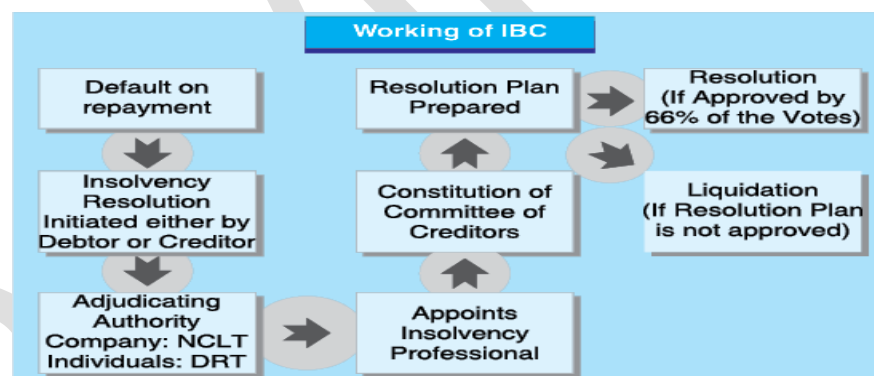 Working of IBC
Default on
repayment
Insolvency
Resolution
Initiated either by
Debtor or Creditor
Adjudicating
Authority
Company: NCLT
Individuals: DRT
Appoints
Insolvency
Professional
Constitution of
Committee of
Creditors
Resolution Plan
Prepared
Resolution
(If Approved by
66% of the Votes)
Liquidation
(If Resolution Plan
is not approved)